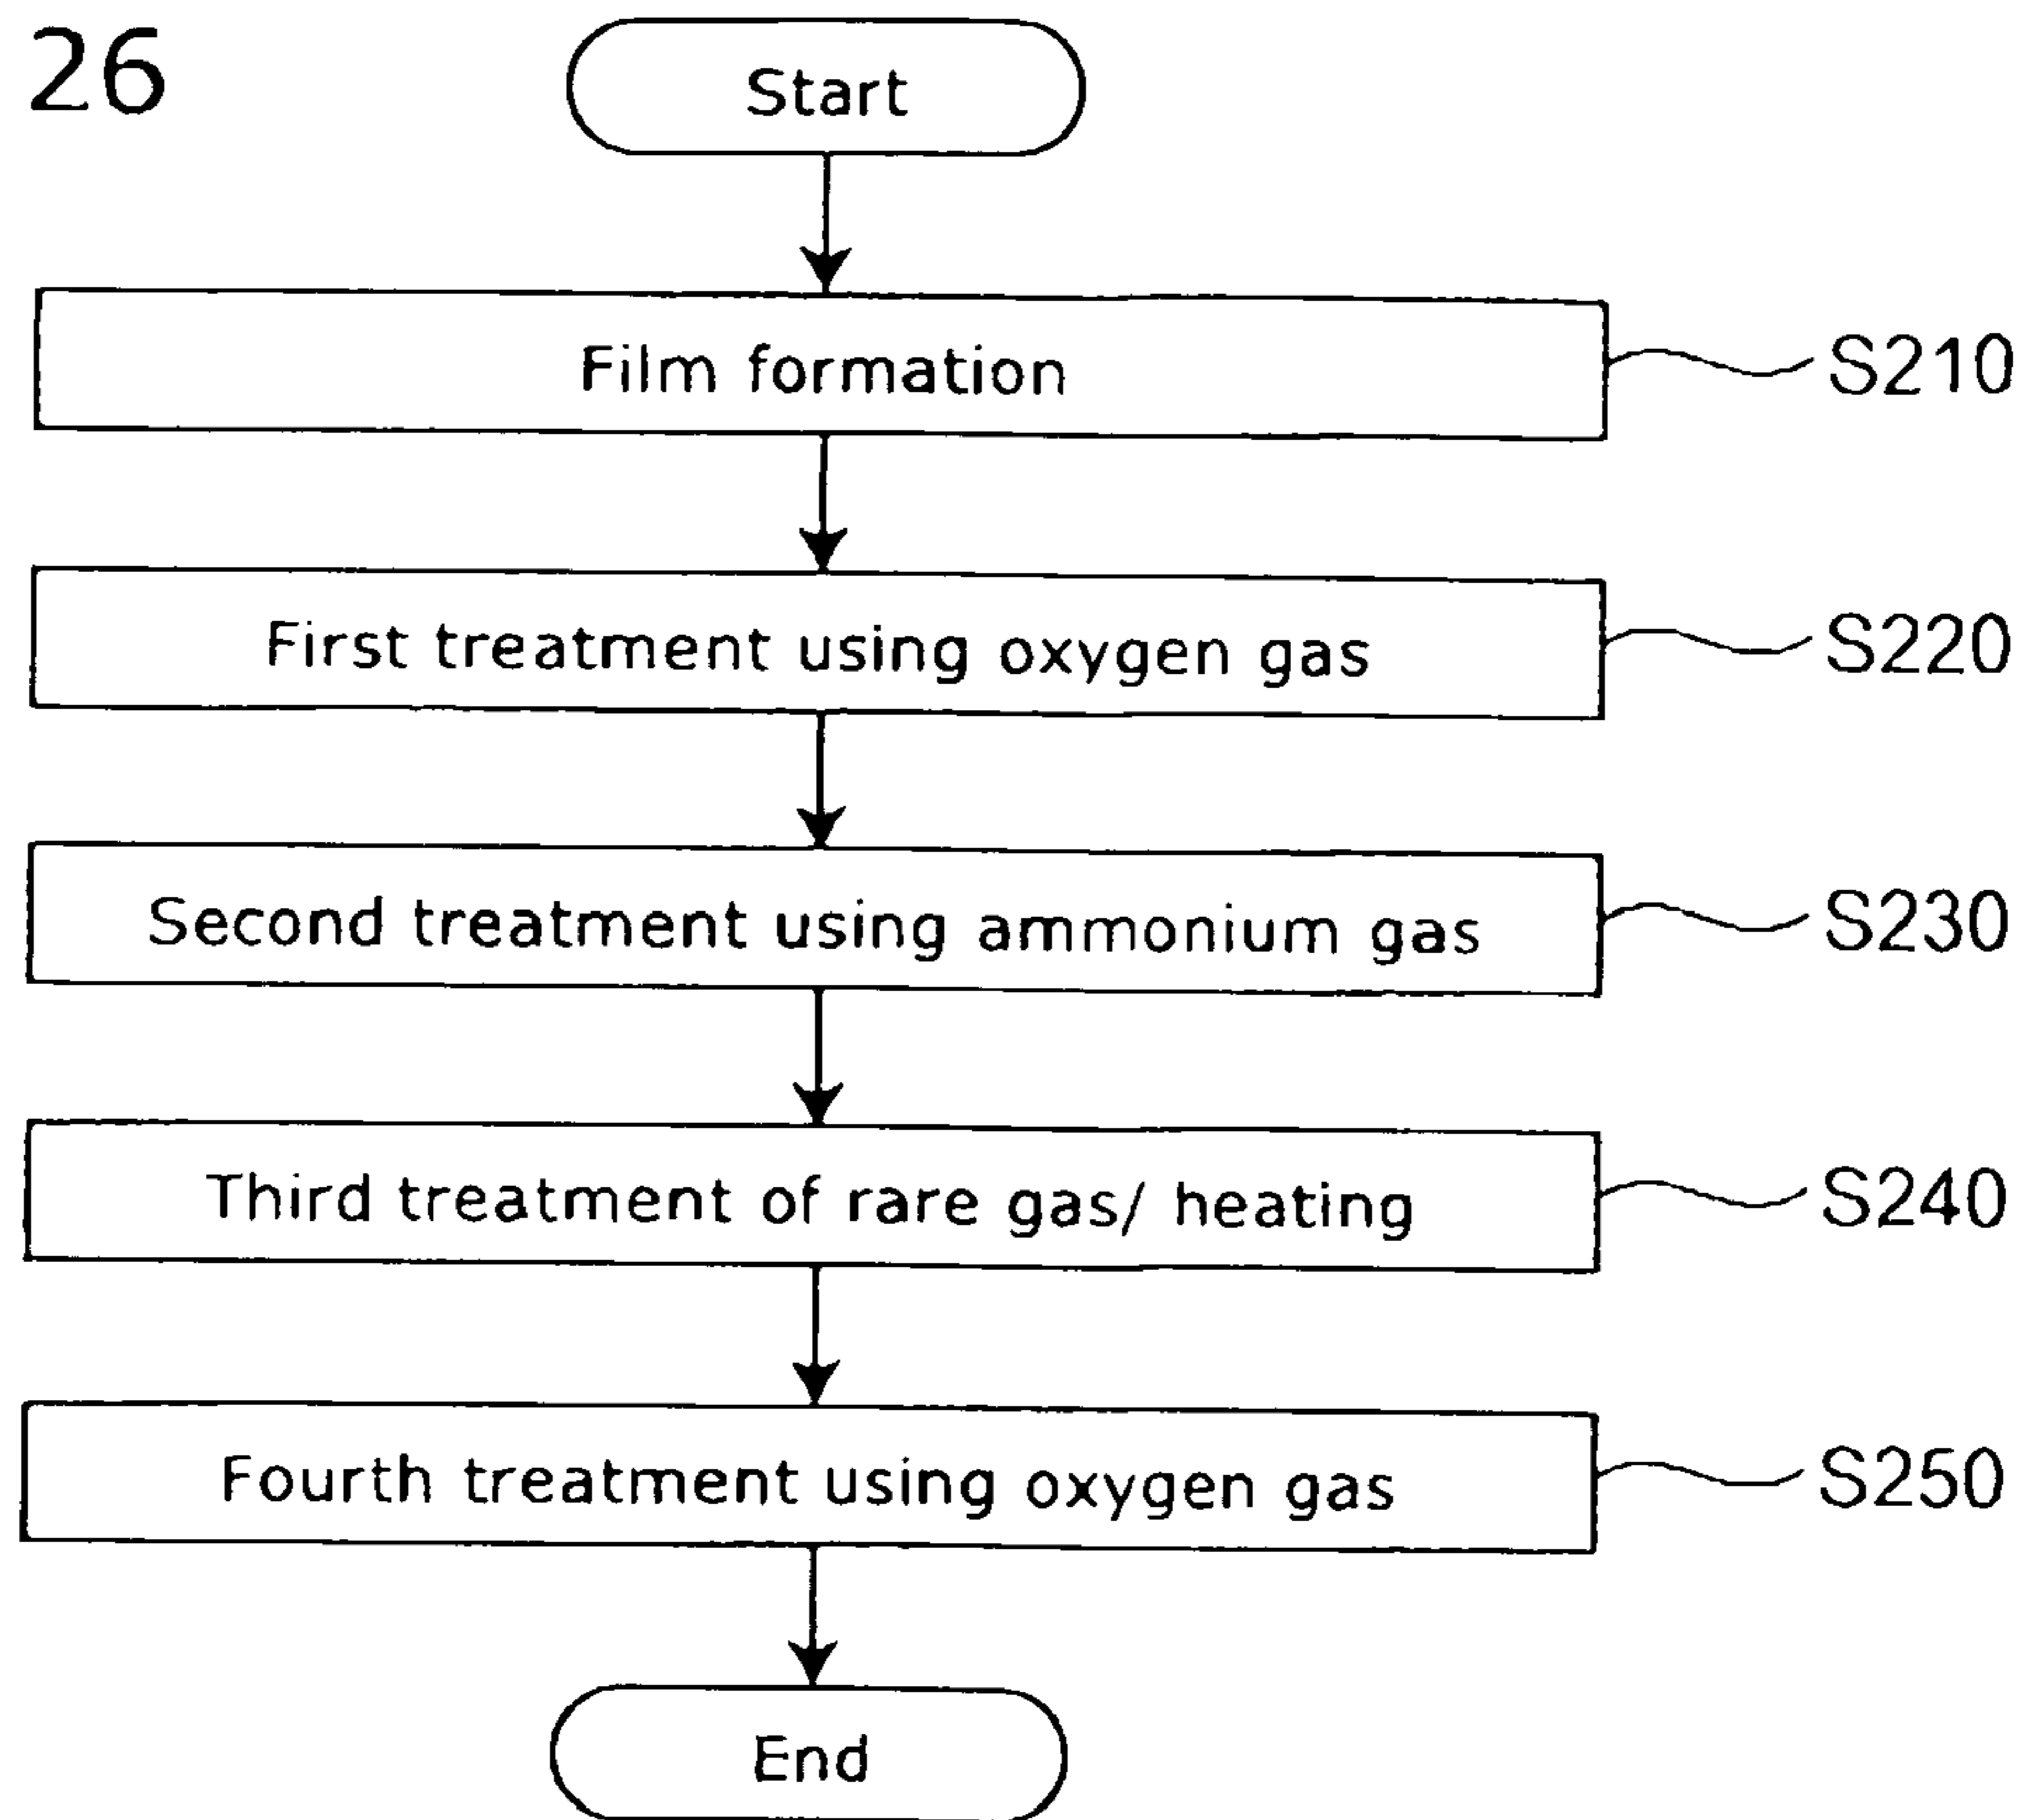 26
Start
Film formation
S210
First treatment using oxygen gas
S220
Second treatment using ammonium gas
S230
Third treatment of rare gas/ heating
S240
Fourth treatment using oxygen gas
S250
End